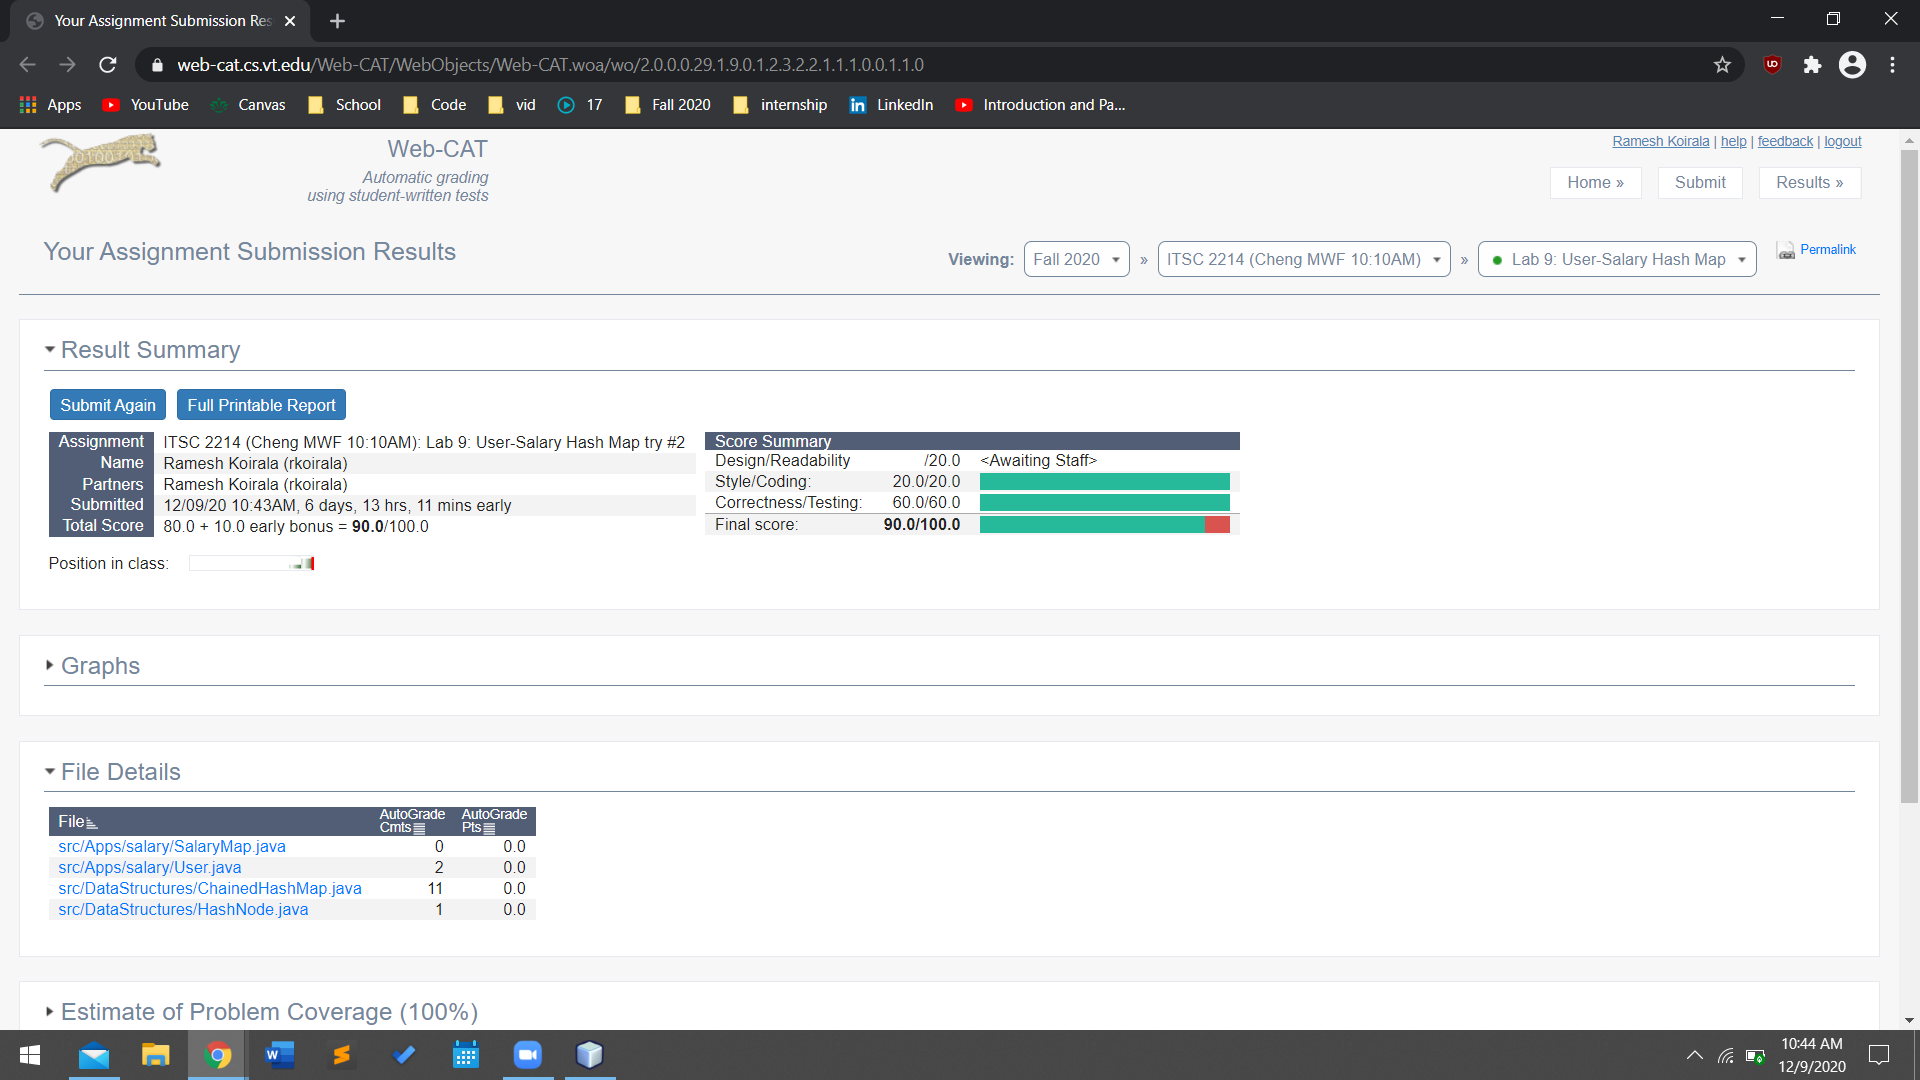 Your Assignment Submission Res
web-cat.cs.vt.edu/Web-CAT/WebObjects/Web-CAT.woa/wo/2.0.0.0.29.1.9.0.1.2.3.2.2.1.1.1.0.0.1.1.0
Apps YouTube Canvas School Code vid 17 Fall 2020 internship LinkedIn Introduction and Pa...
Web-CAT
Automatic grading
using student-written tests
Ramesh Koirala | help | feedback | logout
Home » Submit Results »
Your Assignment Submission Results
Viewing: Fall 2020 » ITSC 2214 (Cheng MWF 10:10AM) » Lab 9: User-Salary Hash Map Permalink
Result Summary
Submit Again Full Printable Report
Assignment ITSC 2214 (Cheng MWF 10:10AM): Lab 9: User-Salary Hash Map try #2
Name Ramesh Koirala (rkoirala)
Partners Ramesh Koirala (rkoirala)
Submitted 12/09/20 10:43AM, 6 days, 13 hrs, 11 mins early
Total Score 80.0 + 10.0 early bonus = 90.0/100.0
Score Summary
Design/Readability /20.0 <Awaiting Staff>
Style/Coding: 20.0/20.0
Correctness/Testing: 60.0/60.0
Final score: 90.0/100.0
Position in class:
Graphs
File Details
File AutoGrade Cmts AutoGrade Pts
src/Apps/salary/SalaryMap.java 0 0.0
src/Apps/salary/User.java 2 0.0
src/DataStructures/ChainedHashMap.java 11 0.0
src/DataStructures/HashNode.java 1 0.0
Estimate of Problem Coverage (100%)
10:44 AM
12/9/2020